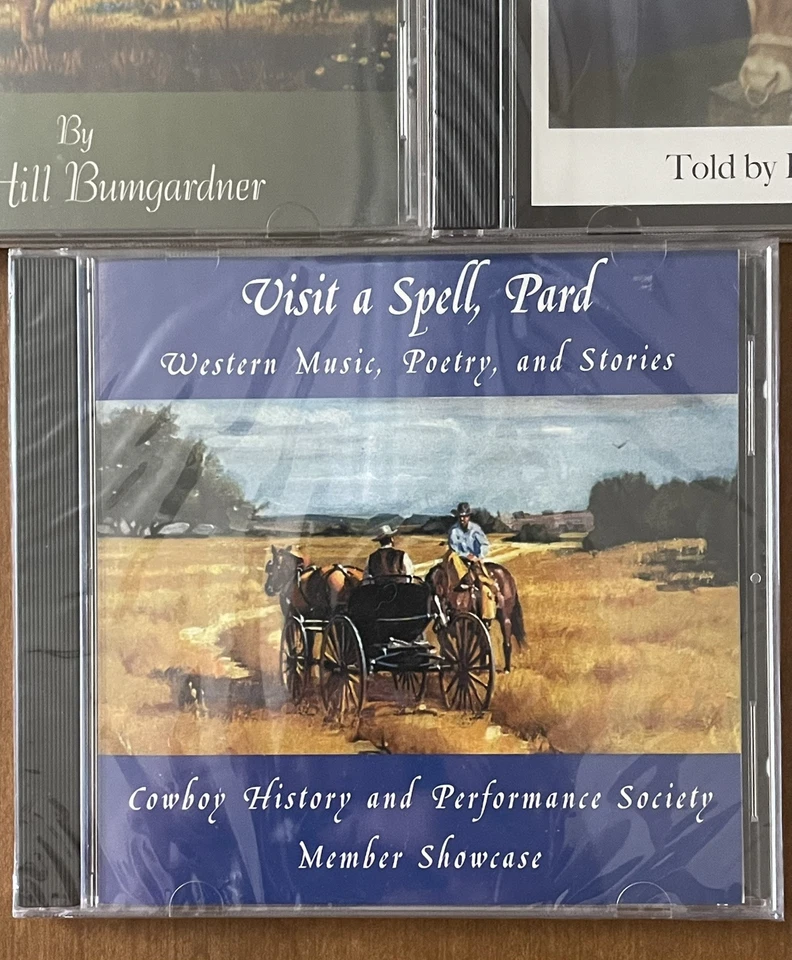 By
Hill Bumgardner
Told by
Visit a Spell, Pard
Western Music, Poetry, and Stories
Cowboy History and Performance Society
Member Showcase